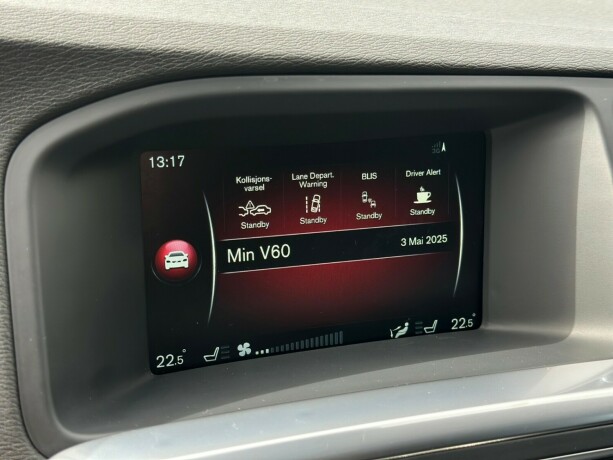 13:17
Kollisjons-
varsel
Standby
Lane Depart.
Warning
Standby
BLIS
Standby
Driver Alert
Standby
Min V60
3 Mai 2025
22.5°
22.5°